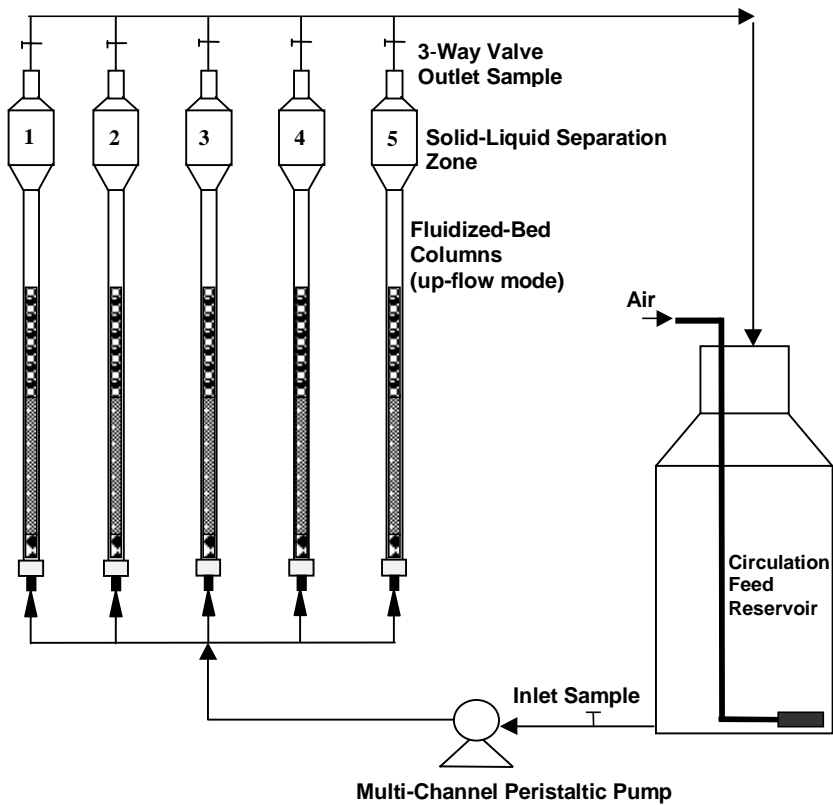 3-Way Valve
Outlet Sample
1
2
3
4
5
Solid-Liquid Separation
Zone
Fluidized-Bed
Columns
(up-flow mode)
Air
Circulation
Feed
Reservoir
Inlet Sample
Multi-Channel Peristaltic Pump